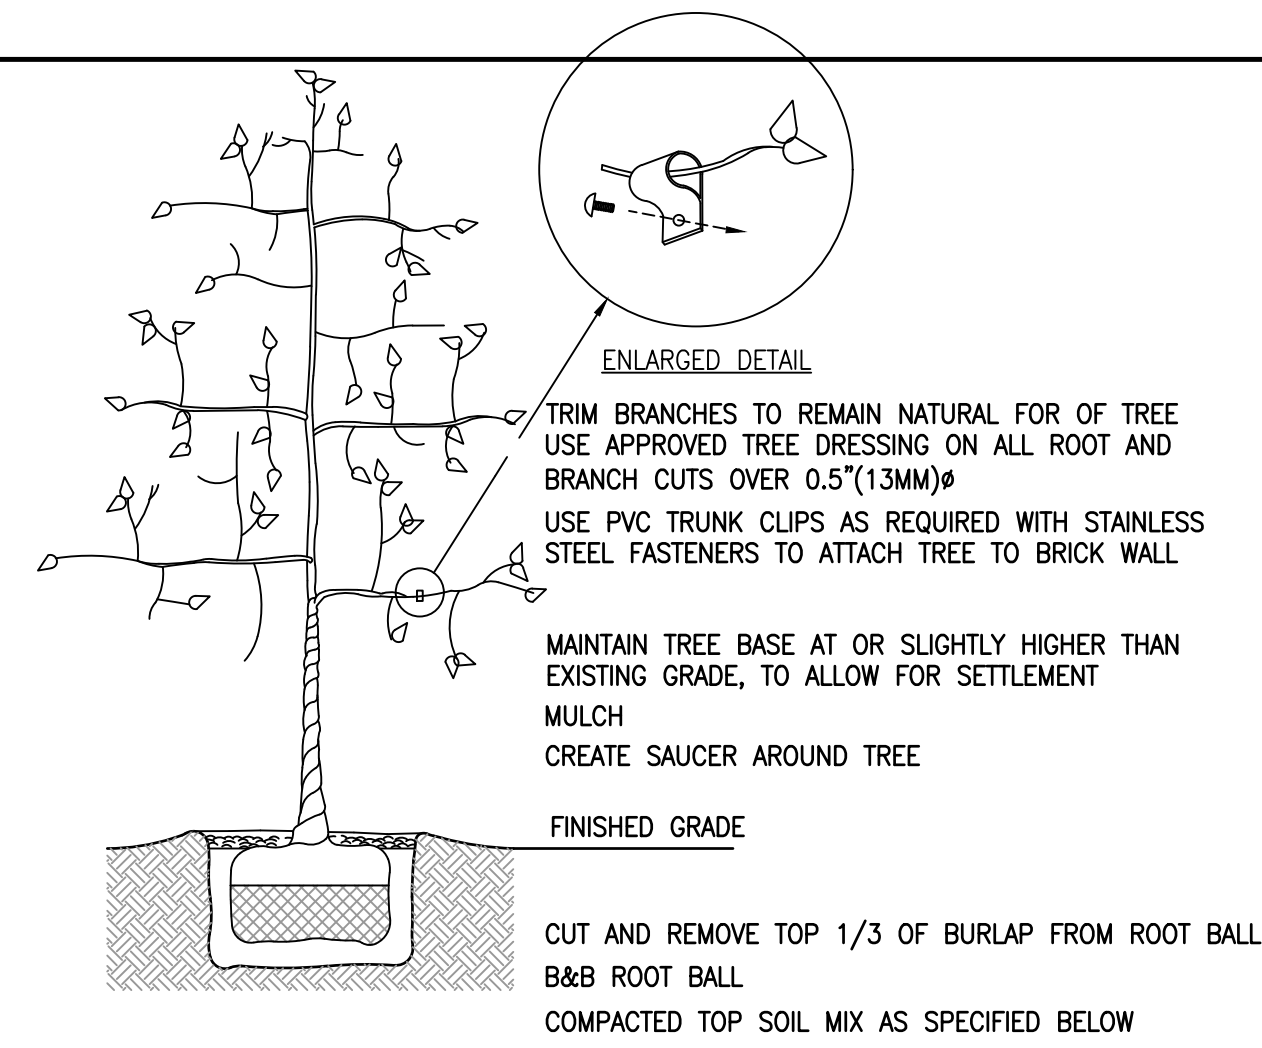 ENLARGED DETAIL
TRIM BRANCHES TO REMAIN NATURAL FOR OF TREE
USE APPROVED TREE DRESSING ON ALL ROOT AND
BRANCH CUTS OVER 0.5"(13MM)ø
USE PVC TRUNK CLIPS AS REQUIRED WITH STAINLESS
STEEL FASTENERS TO ATTACH TREE TO BRICK WALL
MAINTAIN TREE BASE AT OR SLIGHTLY HIGHER THAN
EXISTING GRADE, TO ALLOW FOR SETTLEMENT
MULCH
CREATE SAUCER AROUND TREE
FINISHED GRADE
CUT AND REMOVE TOP 1/3 OF BURLAP FROM ROOT BALL
B&B ROOT BALL
COMPACTED TOP SOIL MIX AS SPECIFIED BELOW